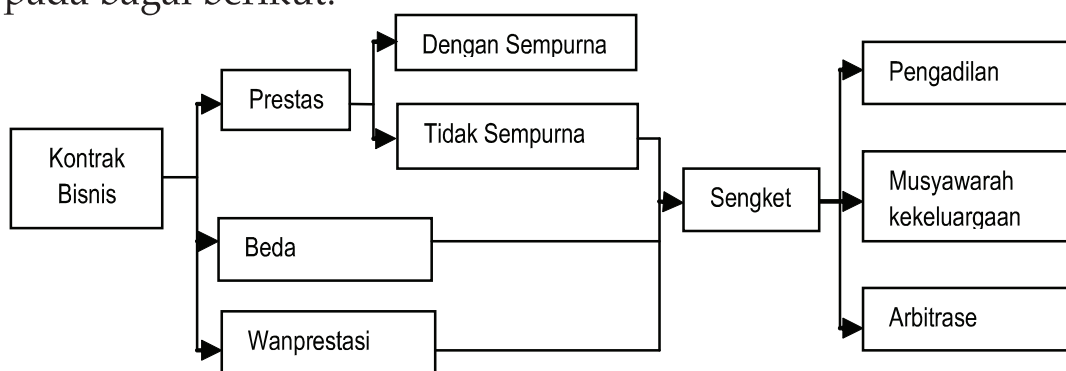 pada bagai berikut:
Dengan Sempurna
Prestas
Tidak Sempurna
Kontrak
Bisnis
Beda
Wanprestasi
Sengket
Pengadilan
Musyawarah
kekeluargaan
Arbitrase